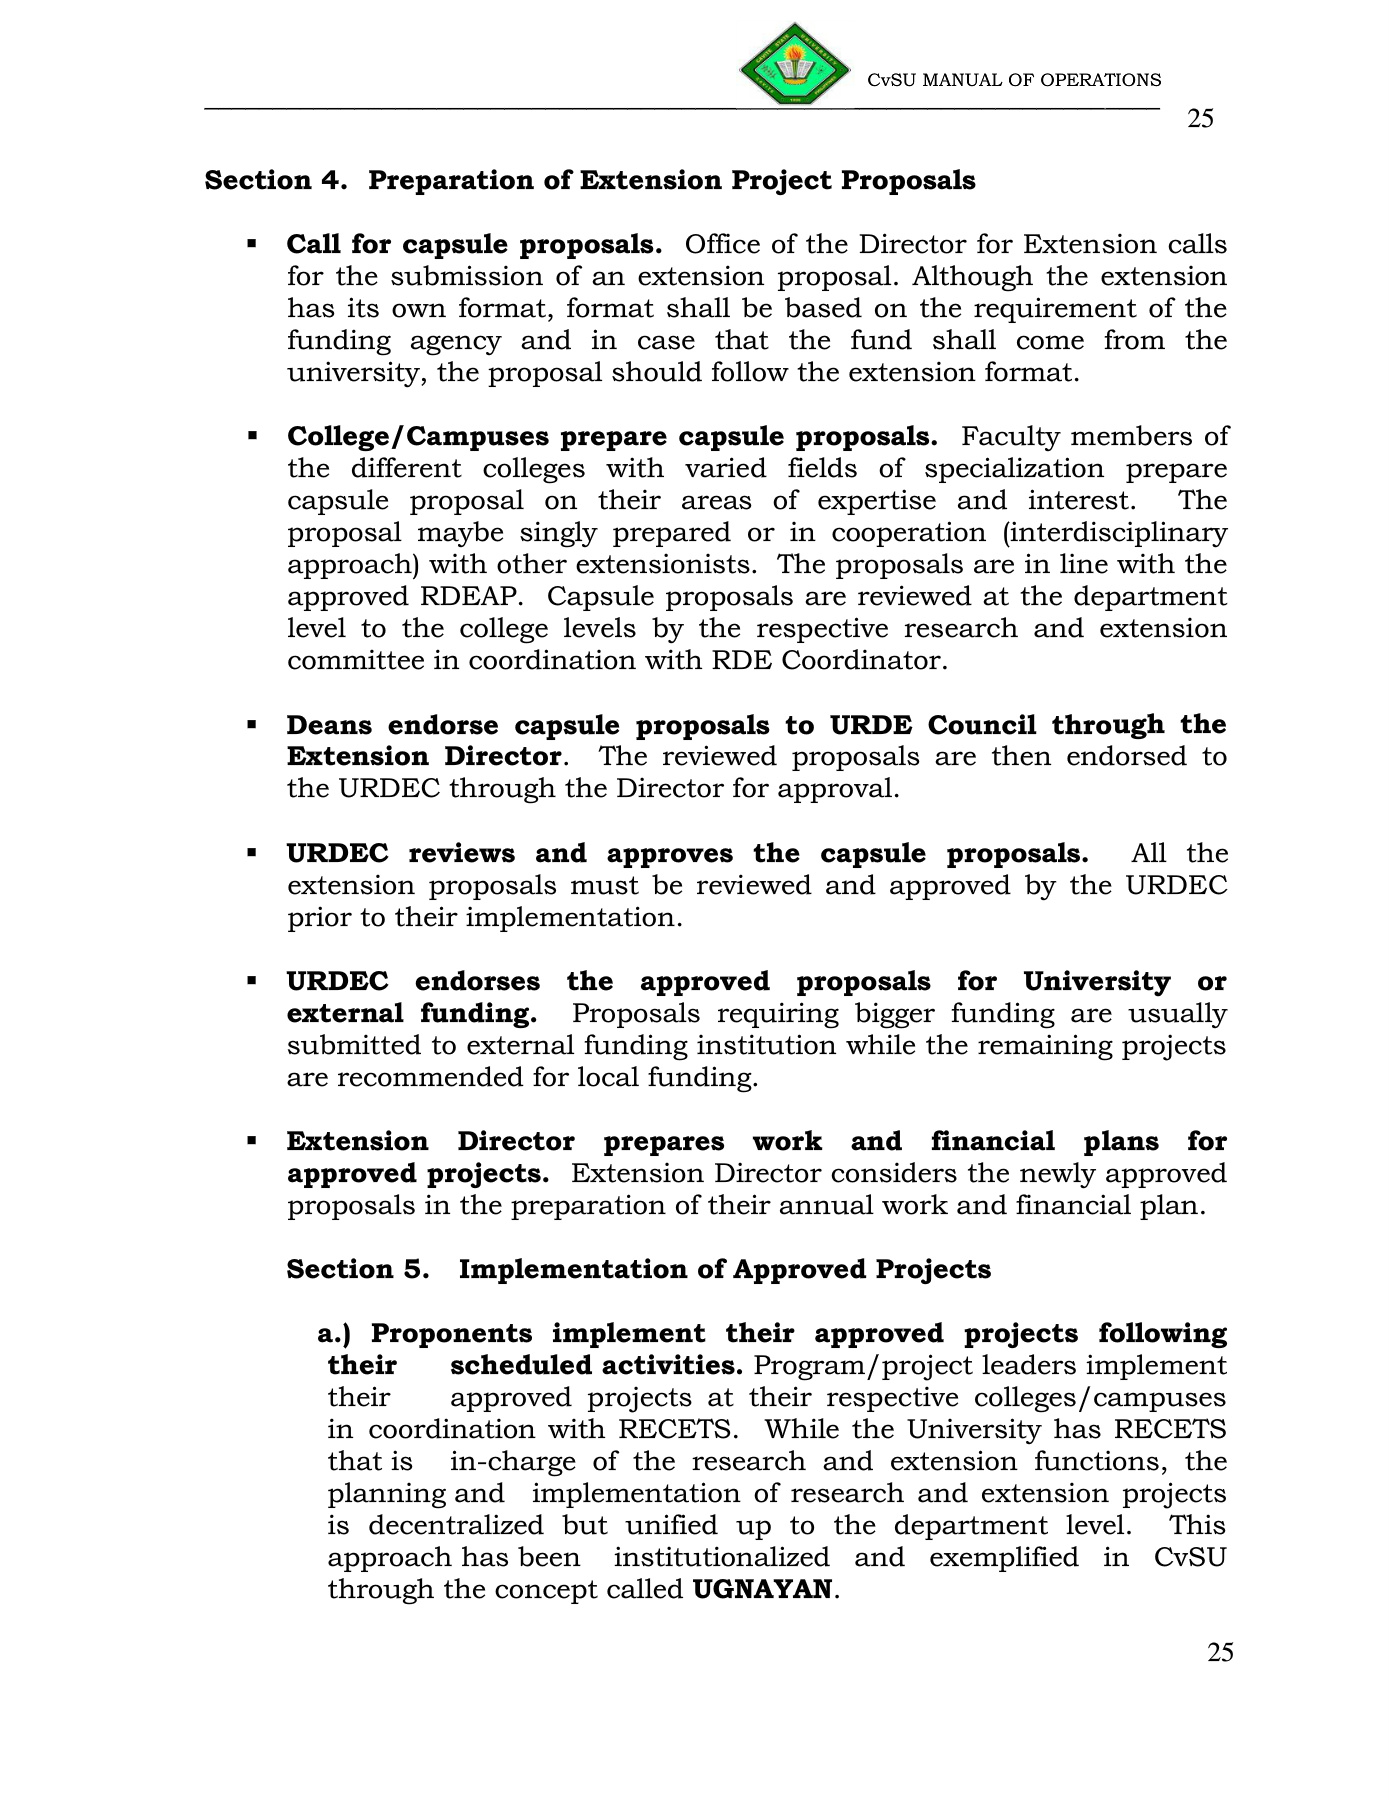 CvSU MANUAL OF OPERATIONS
25
Section 4. Preparation of Extension Project Proposals
▪ Call for capsule proposals. Office of the Director for Extension calls
for the submission of an extension proposal. Although the extension
has its own format, format shall be based on the requirement of the
funding agency and in case that the fund shall come from the
university, the proposal should follow the extension format.
▪ College/Campuses prepare capsule proposals. Faculty members of
the different colleges with varied fields of specialization prepare
capsule proposal on their areas of expertise and interest. The
proposal maybe singly prepared or in cooperation (interdisciplinary
approach) with other extensionists. The proposals are in line with the
approved RDEAP. Capsule proposals are reviewed at the department
level to the college levels by the respective research and extension
committee in coordination with RDE Coordinator.
▪ Deans endorse capsule proposals to URDE Council through the
Extension Director. The reviewed proposals are then endorsed to
the URDEC through the Director for approval.
▪ URDEC reviews and approves the capsule proposals. All the
extension proposals must be reviewed and approved by the URDEC
prior to their implementation.
▪ URDEC endorses the approved proposals for University or
external funding. Proposals requiring bigger funding are usually
submitted to external funding institution while the remaining projects
are recommended for local funding.
▪ Extension Director prepares work and financial plans for
approved projects. Extension Director considers the newly approved
proposals in the preparation of their annual work and financial plan.
Section 5. Implementation of Approved Projects
a.) Proponents implement their approved projects following
their scheduled activities. Program/project leaders implement
their approved projects at their respective colleges/campuses
in coordination with RECETS. While the University has RECETS
that is in-charge of the research and extension functions, the
planning and implementation of research and extension projects
is decentralized but unified up to the department level. This
approach has been institutionalized and exemplified in CvSU
through the concept called UGNAYAN.
25